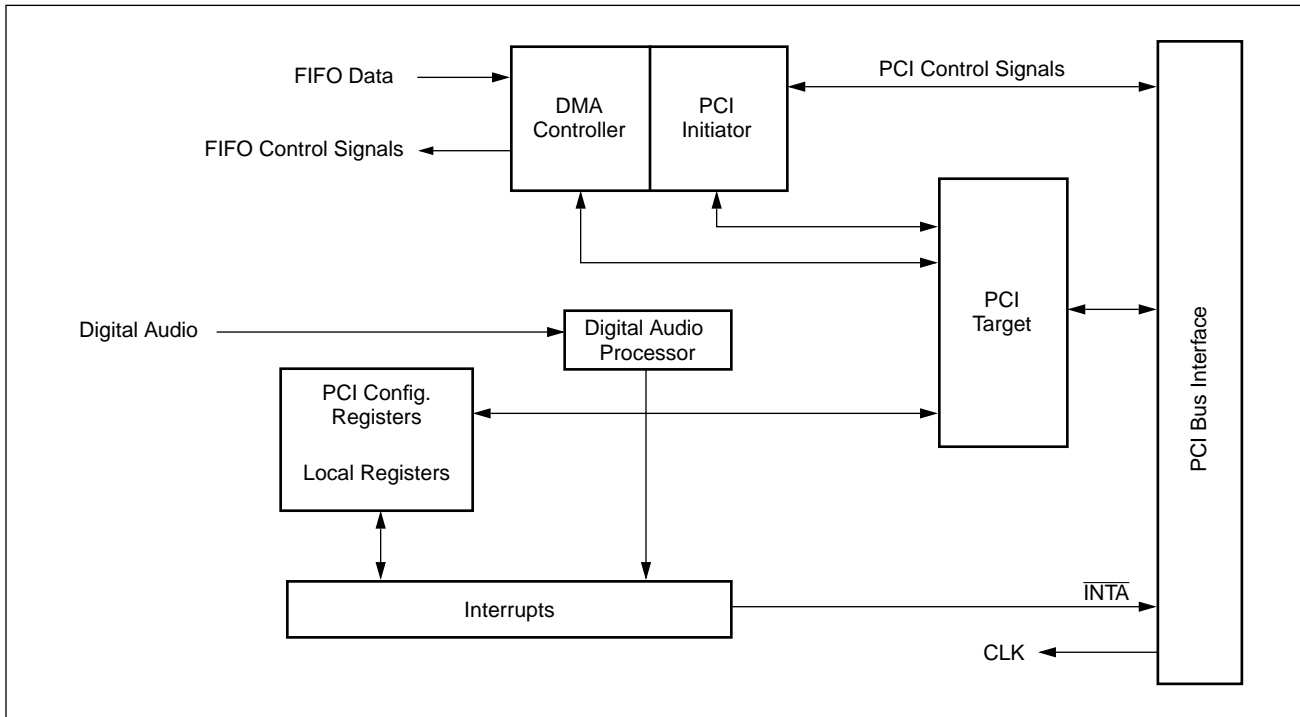 FIFO Data
FIFO Control Signals
DMA
Controller
PCI
Initiator
PCI Control Signals
PCI
Target
PCI Bus Interface
Digital Audio
Digital Audio
Processor
PCI Config.
Registers
Local Registers
Interrupts
INTA
CLK